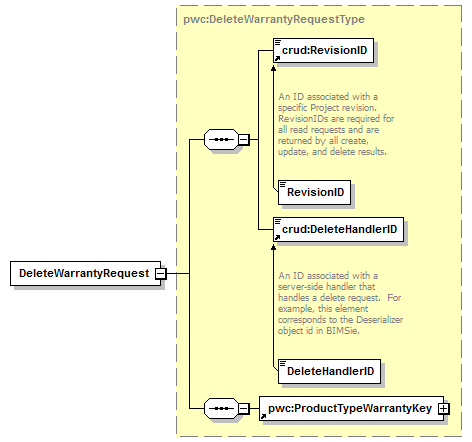 pwc:DeleteWarrantyRequestType
crud:RevisionID
An ID associated with a
specific Project revision.
RevisionIDs are required for
all read requests and are
returned by all create,
update, and delete results.
RevisionID
crud:DeleteHandlerID
DeleteWarrantyRequest
An ID associated with a
server-side handler that
handles a delete request.  For
example, this element
corresponds to the Deserializer
object id in BIMSie.
DeleteHandlerID
pwc:ProductTypeWarrantyKey